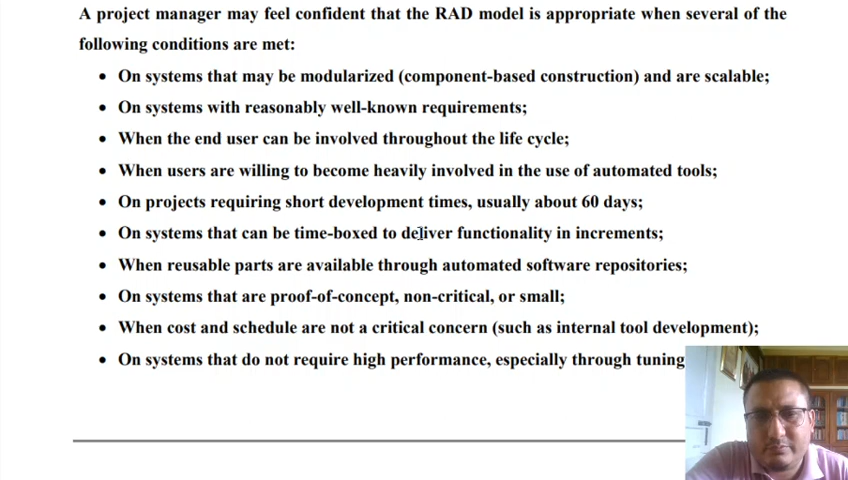 A project manager may feel confident that the RAD model is appropriate when several of the
following conditions are met:
• On systems that may be modularized (component-based construction) and are scalable;
• On systems with reasonably well-known requirements;
• When the end user can be involved throughout the life cycle;
• When users are willing to become heavily involved in the use of automated tools;
• On projects requiring short development times, usually about 60 days;
• On systems that can be time-boxed to deliver functionality in increments;
• When reusable parts are available through automated software repositories;
• On systems that are proof-of-concept, non-critical, or small;
• When cost and schedule are not a critical concern (such as internal tool development);
• On systems that do not require high performance, especially through tuning